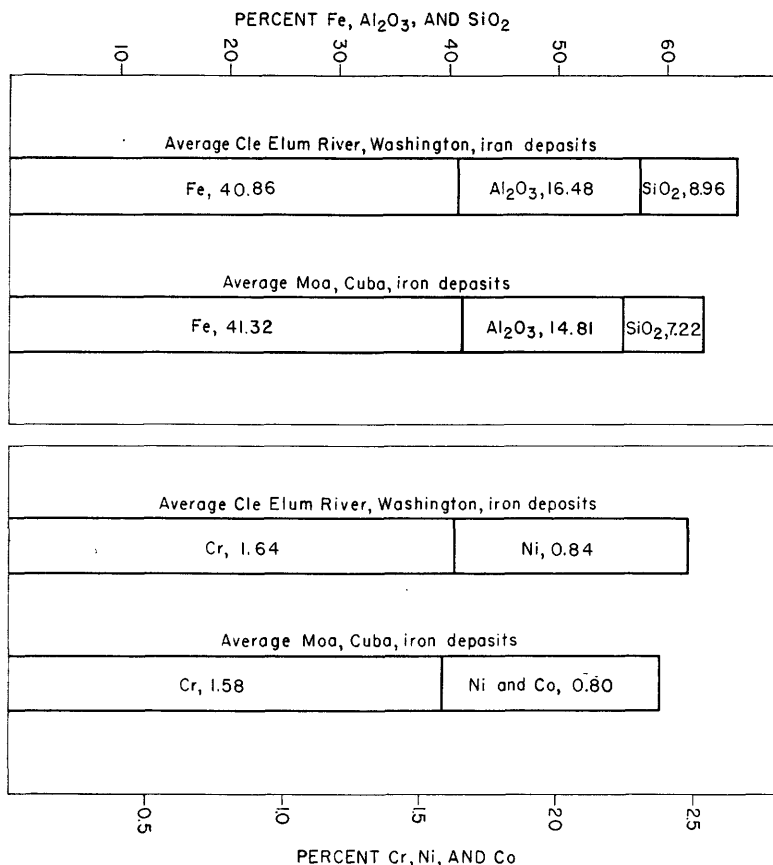 PERCENT Fe, Al₂O₃, AND SiO₂
10 20 30 40 50 60
Average Cle Elum River, Washington, iran deposits
Fe, 40.86 Al₂O₃, 16.48 SiO₂, 8.96
Average Moa, Cuba, iron deposits
Fe, 41.32 Al₂O₃, 14.81 SiO₂, 7.22
Average Cle Elum River, Washington, iron deposits
Cr, 1.64 Ni, 0.84
Average Moa, Cuba, iron deposits
Cr, 1.58 Ni and Co, 0.80
0.5 1.0 1.5 2.0 2.5
PERCENT Cr, Ni, AND Co